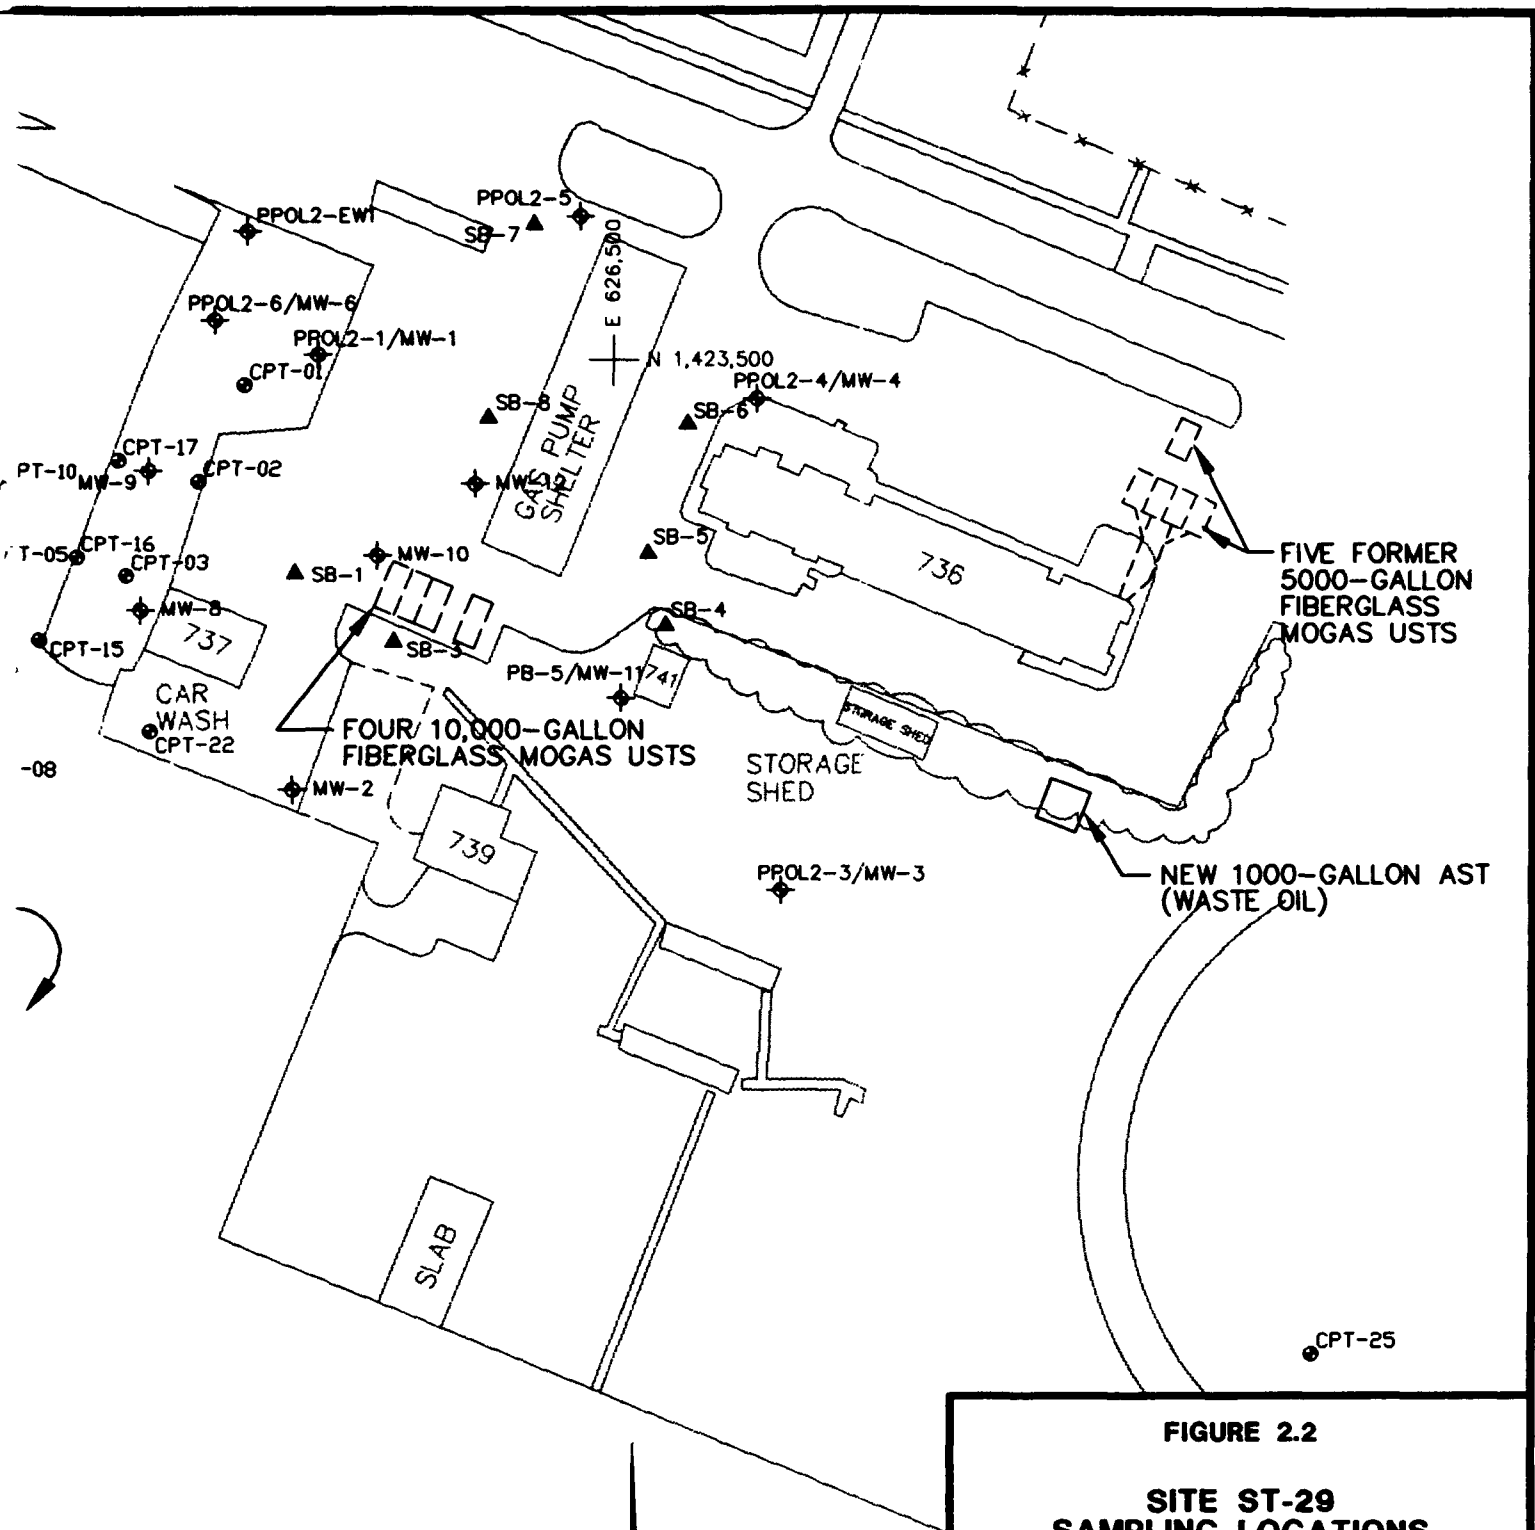 PPOL2-5
PPOL2-EW1
SB-7
E 626,500
PPOL2-6/MW-6
PPOL2-1/MW-1
N 1,423,500
CPT-01
PPOL2-4/MW-4
SB-8
SB-6
GAS PUMP
SHELTER
CPT-17
PT-10
MW-9
CPT-02
SB-5
CPT-16
T-05
CPT-03
MW-10
SB-1
736
FIVE FORMER
5000-GALLON
FIBERGLASS
MOGAS USTS
MW-8
SB-4
737
CPT-15
SB-3
PB-5/MW-11
741
CAR
WASH
CPT-22
FOUR 10,000-GALLON
FIBERGLASS MOGAS USTS
STORAGE SHED
STORAGE
SHED
-08
MW-2
739
PPOL2-3/MW-3
NEW 1000-GALLON AST
(WASTE OIL)
SLAB
CPT-25
FIGURE 2.2
SITE ST-29
SAMPLING LOCATIONS